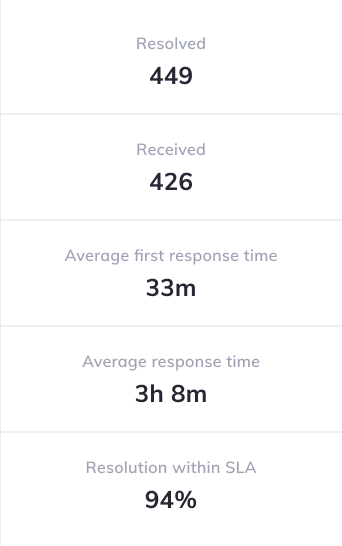 Resolved
449
Received
426
Average first response time
33m
Average response time
3h 8m
Resolution within SLA
94%